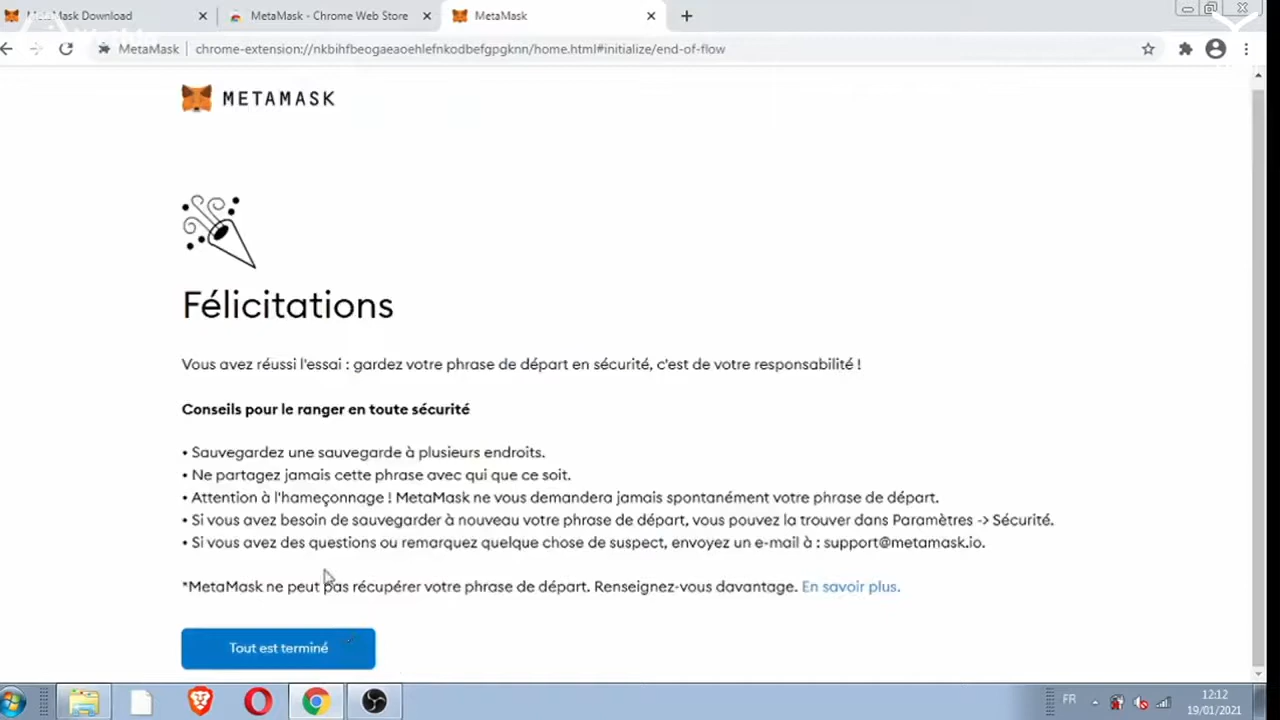 MetaMask Download
MetaMask - Chrome Web Store
MetaMask
MetaMask
chrome-extension://nkbihfbeogaeaoehlefnkodbefgpgknn/home.html#initialize/end-of-flow
METAMASK
Félicitations
Vous avez réussi l'essai : gardez votre phrase de départ en sécurité, c'est de votre responsabilité !
Conseils pour le ranger en toute sécurité
• Sauvegardez une sauvegarde à plusieurs endroits.
• Ne partagez jamais cette phrase avec qui que ce soit.
• Attention à l'hameçonnage ! MetaMask ne vous demandera jamais spontanément votre phrase de départ.
• Si vous avez besoin de sauvegarder à nouveau votre phrase de départ, vous pouvez la trouver dans Paramètres -> Sécurité.
• Si vous avez des questions ou remarquez quelque chose de suspect, envoyez un e-mail à : support@metamask.io.
*MetaMask ne peut pas récupérer votre phrase de départ. Renseignez-vous davantage. En savoir plus.
Tout est terminé
FR
12:12
19/01/2021